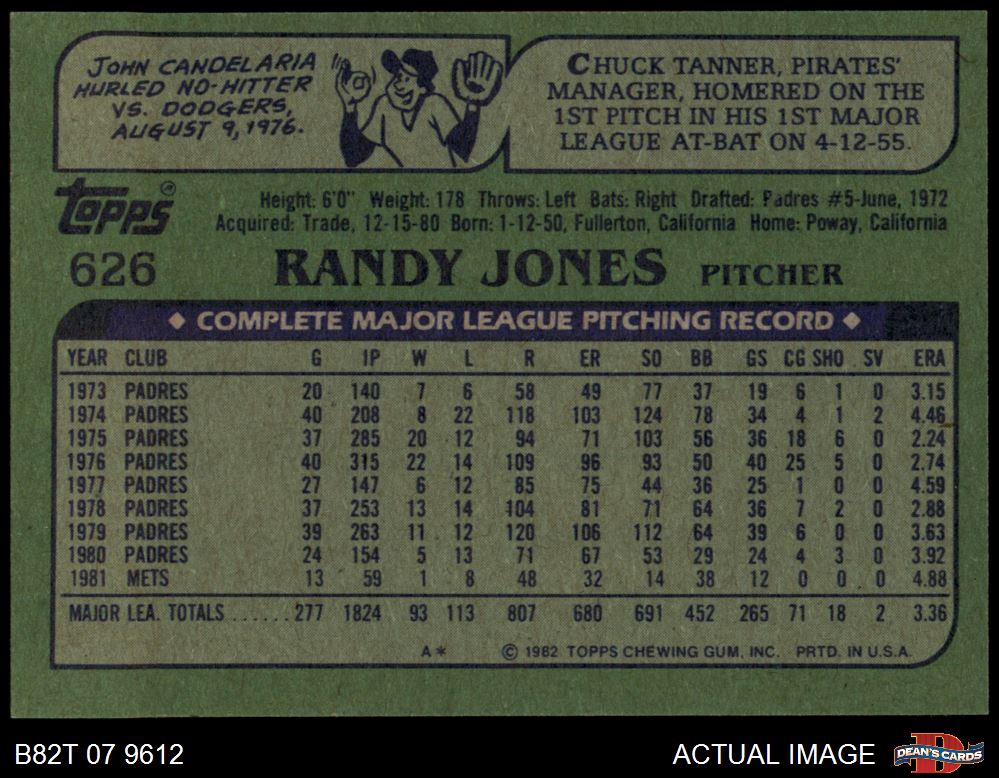 JOHN CANDELARIA
HURLED NO-HITTER
VS. DODGERS,
AUGUST 9, 1976.
CHUCK TANNER, PIRATES'
MANAGER, HOMERED ON THE
1ST PITCH IN HIS 1ST MAJOR
LEAGUE AT-BAT ON 4-12-55.
Topps®
Height: 6'0" Weight: 178 Throws: Left Bats: Right Drafted: Padres #5-June, 1972
Acquired: Trade, 12-15-80 Born: 1-12-50, Fullerton, California Home: Poway, California
626 RANDY JONES PITCHER
◆ COMPLETE MAJOR LEAGUE PITCHING RECORD ◆
YEAR CLUB G IP W L R ER SO BB GS CG SHO SV ERA
1973 PADRES 20 140 7 6 58 49 77 37 19 6 1 0 3.15
1974 PADRES 40 208 8 22 118 103 124 78 34 4 1 2 4.46
1975 PADRES 37 285 20 12 94 71 103 56 36 18 6 0 2.24
1976 PADRES 40 315 22 14 109 96 93 50 40 25 5 0 2.74
1977 PADRES 27 147 6 12 85 75 44 36 25 1 0 0 4.59
1978 PADRES 37 253 13 14 104 81 71 64 36 7 2 0 2.88
1979 PADRES 39 263 11 12 120 106 112 64 39 6 0 0 3.63
1980 PADRES 24 154 5 13 71 67 53 29 24 4 3 0 3.92
1981 METS 13 59 1 8 48 32 14 38 12 0 0 0 4.88
MAJOR LEA. TOTALS ......277 1824 93 113 807 680 691 452 265 71 18 2 3.36
A* © 1982 TOPPS CHEWING GUM, INC. PRTD. IN U.S.A.
B82T 07 9612 ACTUAL IMAGE DEAN'S CARDS